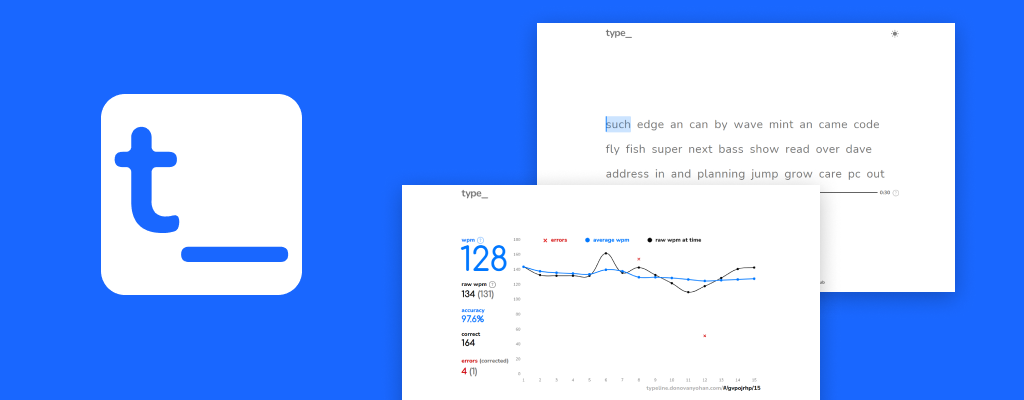 t_
type_
such edge an can by wave mint an came code
fly fish super next bass show read over dave
address in and planning jump grow care pc out
0:30 ?
type_
wpm ?
128
raw wpm ?
134 (131)
accuracy
97.6%
correct
164
errors (corrected)
4 (1)
x errors average wpm raw wpm at time
180
160
140
120
100
80
60
40
20
0
1 2 3 4 5 6 7 8 9 10 11 12 13 14 15
typeline.donovanyohan.com/#/gvpojrhp/15